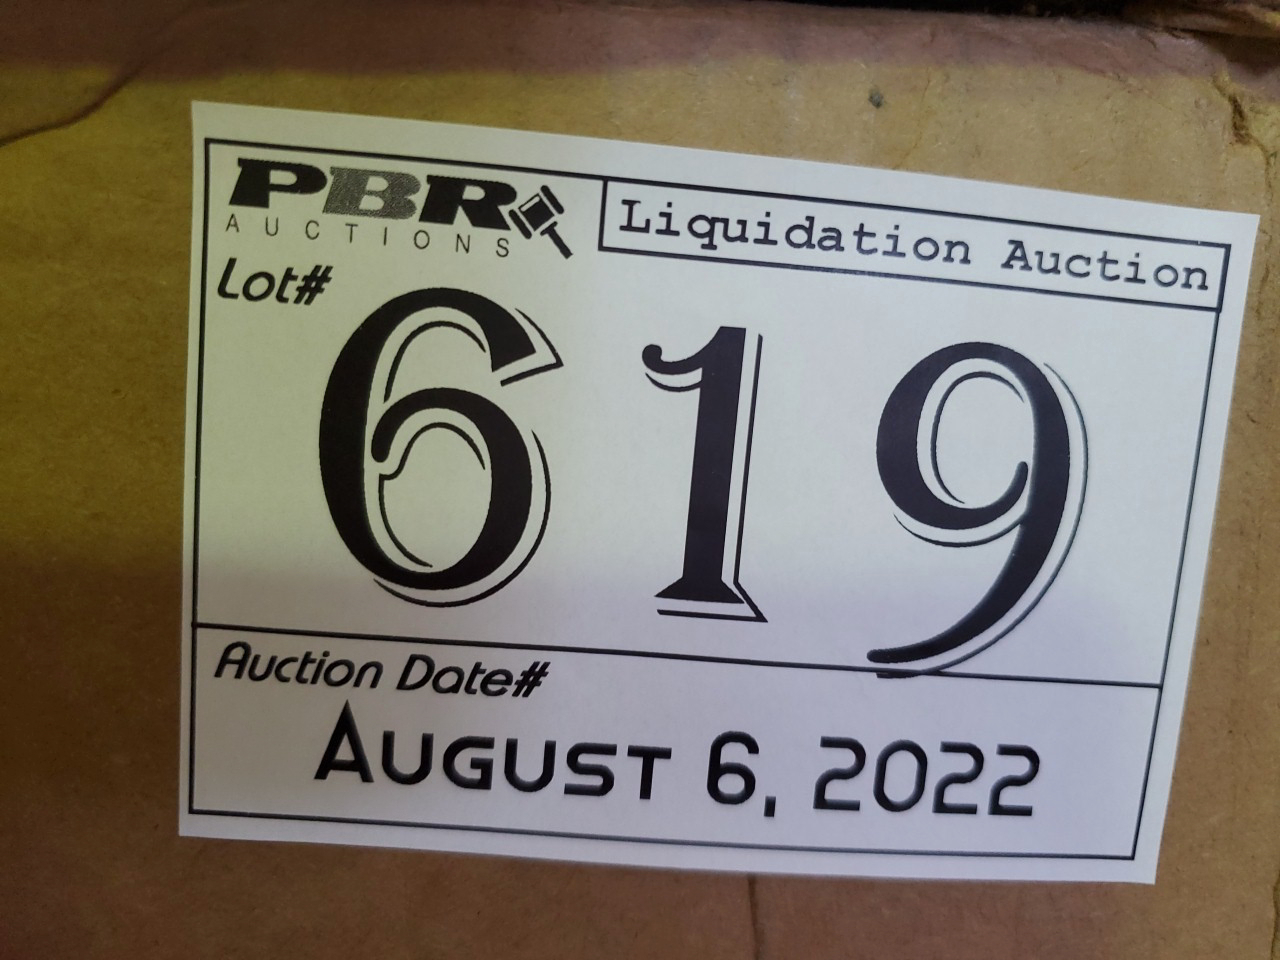 PBR
AUCTIONS
Liquidation Auction
Lot#
619
Auction Date#
August 6, 2022